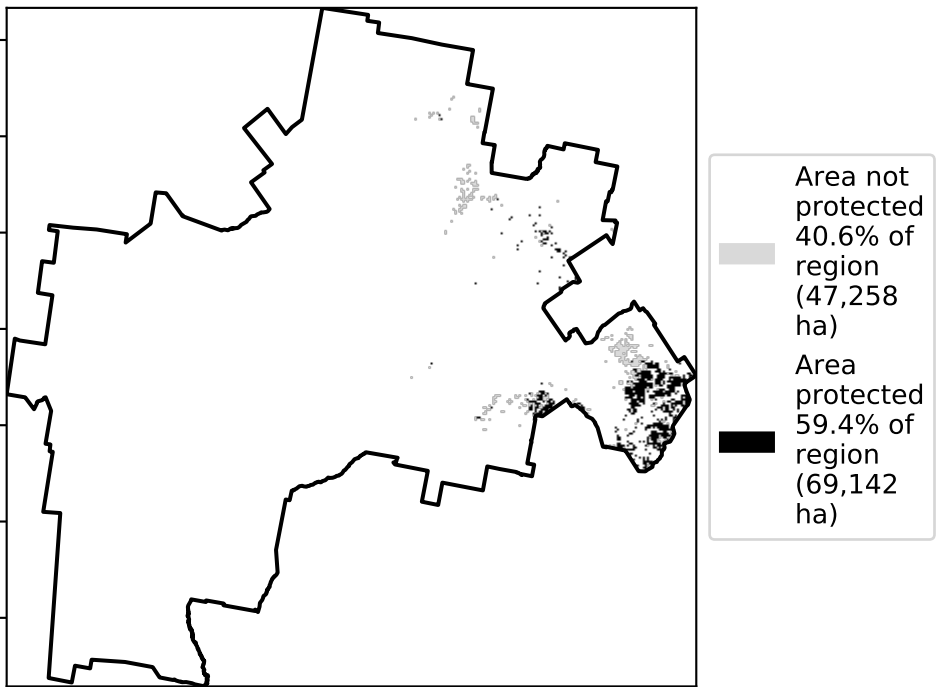 Area not
protected
40.6% of
region
(47,258
ha)
Area
protected
59.4% of
region
(69,142
ha)